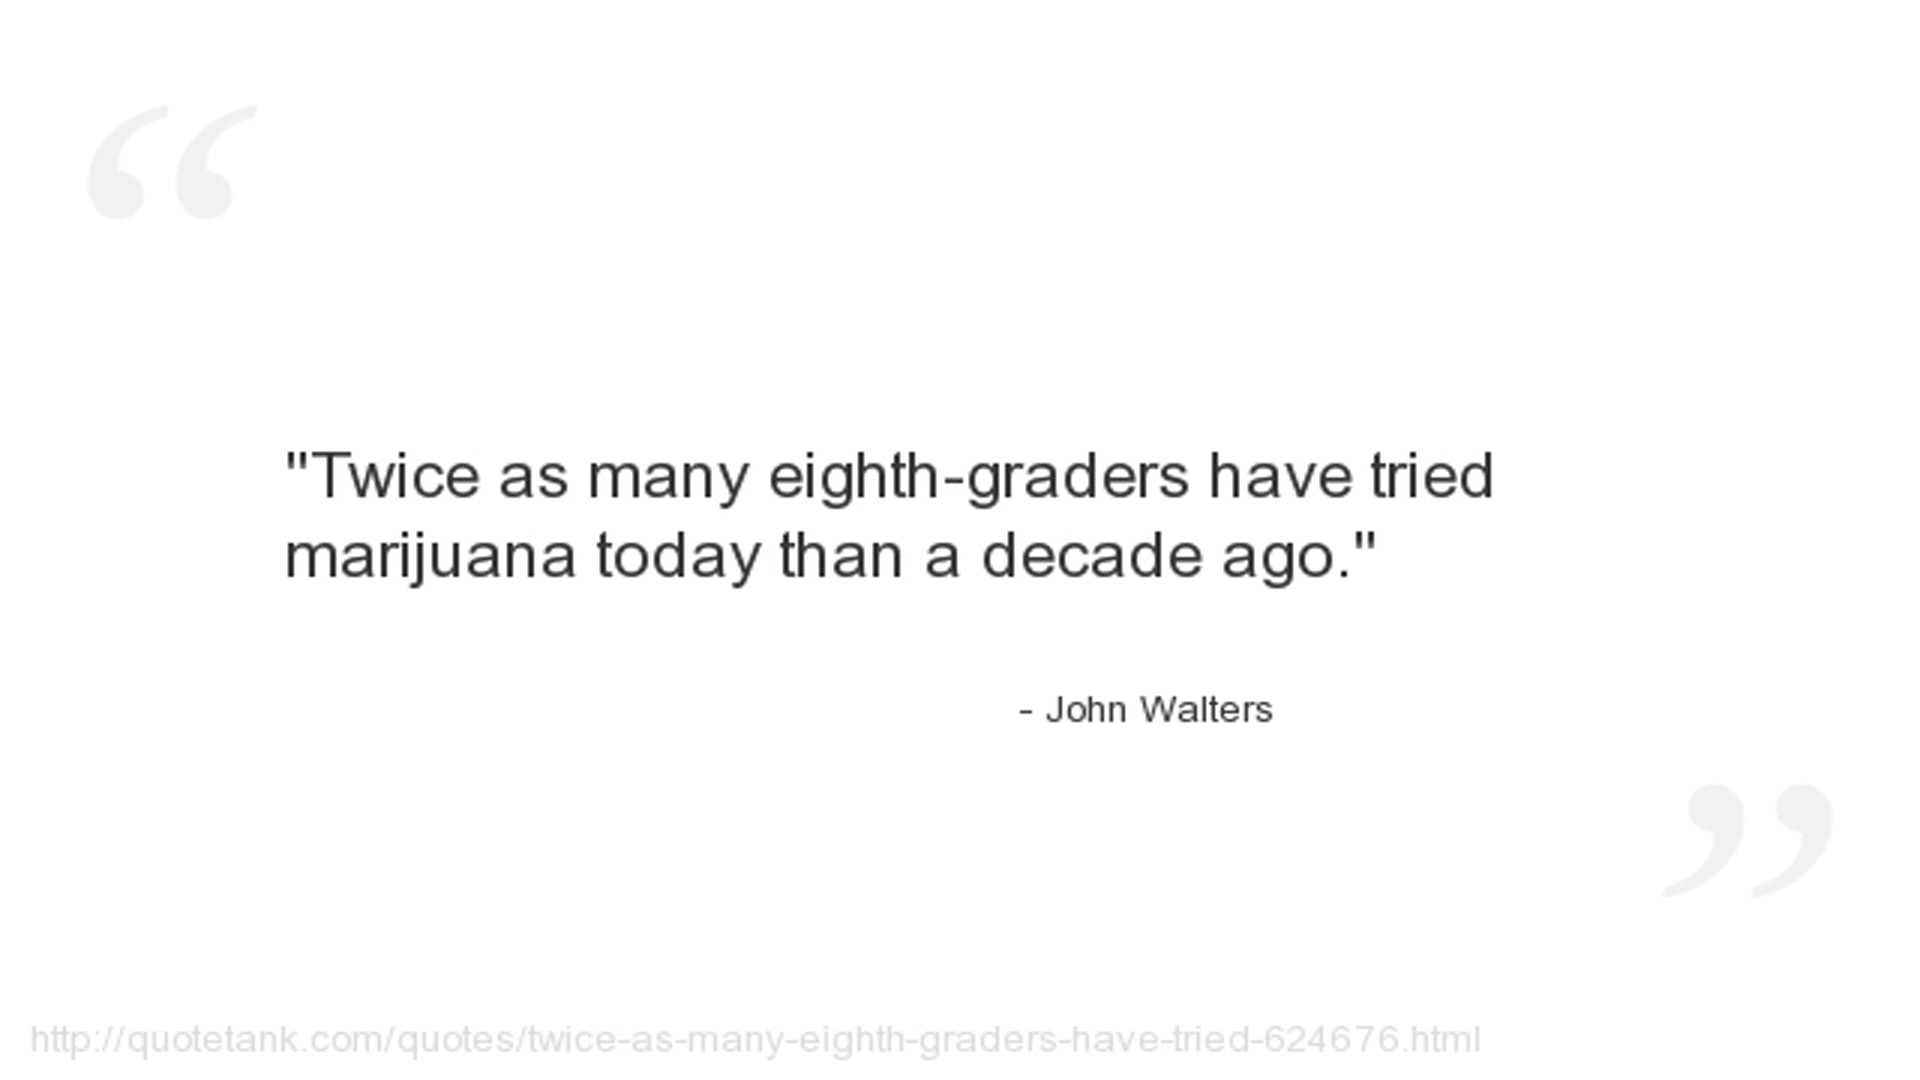 "Twice as many eighth-graders have tried
marijuana today than a decade ago."
- John Walters
http://quotetank.com/quotes/twice-as-many-eighth-graders-have-tried-624676.html